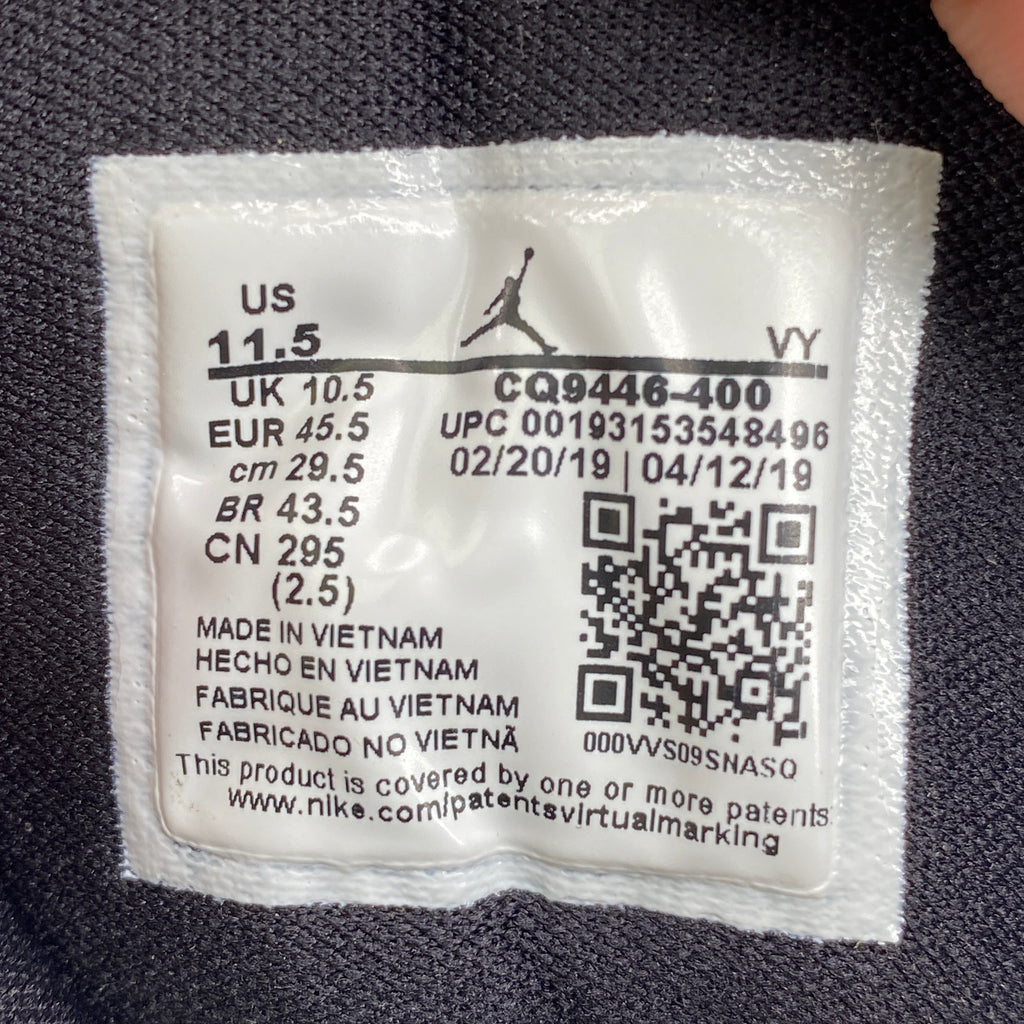 US
11.5
VY
UK 10.5
EUR 45.5
cm 29.5
BR 43.5
CN 295
(2.5)
CQ9446-400
UPC 00193153548496
02/20/19 | 04/12/19
000VVS09SNASQ
MADE IN VIETNAM
HECHO EN VIETNAM
FABRIQUE AU VIETNAM
FABRICADO NO VIETNÃ
This product is covered by one or more patents
www.nike.com/patentsvirtualmarking